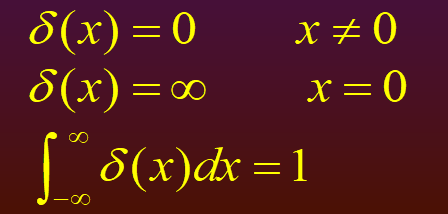 δ(x) = 0 x ≠ 0
δ(x) = ∞ x = 0
∫_{-∞}^{∞} δ(x)dx = 1